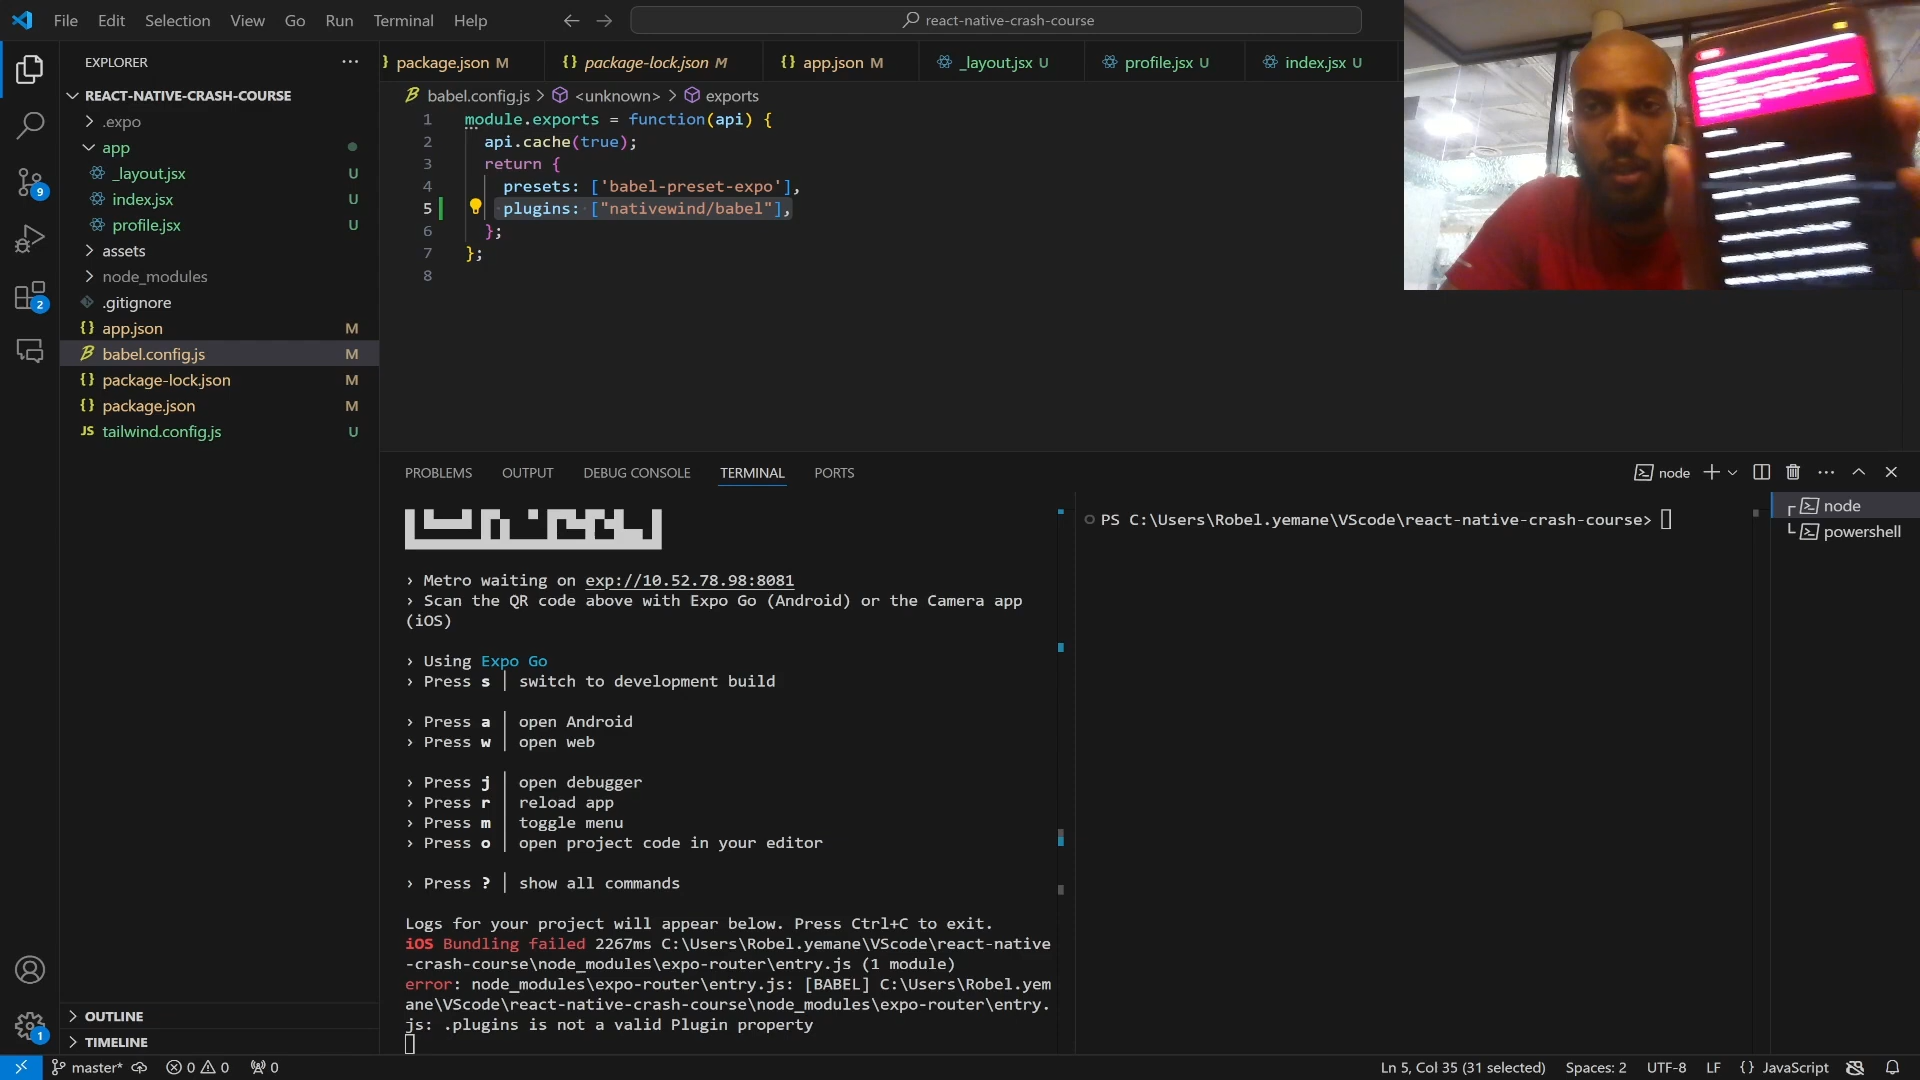 File Edit Selection View Go Run Terminal Help
react-native-crash-course
EXPLORER
REACT-NATIVE-CRASH-COURSE
.expo
app
_layout.jsx U
index.jsx U
profile.jsx U
assets
node_modules
.gitignore
app.json M
babel.config.js M
package-lock.json M
package.json M
tailwind.config.js U
OUTLINE
TIMELINE
9
2
1
package.json M package-lock.json M app.json M _layout.jsx U profile.jsx U index.jsx U
babel.config.js > <unknown> > exports
1 module.exports = function(api) {
2 api.cache(true);
3 return {
4 presets: ['babel-preset-expo'],
5 plugins: ["nativewind/babel"],
6 };
7 };
8
PROBLEMS OUTPUT DEBUG CONSOLE TERMINAL PORTS
node
› Metro waiting on exp://10.52.78.98:8081
› Scan the QR code above with Expo Go (Android) or the Camera app
(iOS)
› Using Expo Go
› Press s │ switch to development build
› Press a │ open Android
› Press w │ open web
› Press j │ open debugger
› Press r │ reload app
› Press m │ toggle menu
› Press o │ open project code in your editor
› Press ? │ show all commands
Logs for your project will appear below. Press Ctrl+C to exit.
iOS Bundling failed 2267ms C:\Users\Robel.yemane\VScode\react-native
-crash-course\node_modules\expo-router\entry.js (1 module)
error: node_modules\expo-router\entry.js: [BABEL] C:\Users\Robel.yem
ane\VScode\react-native-crash-course\node_modules\expo-router\entry.
js: .plugins is not a valid Plugin property
PS C:\Users\Robel.yemane\VScode\react-native-crash-course>
node
powershell
master* 0 0 0
Ln 5, Col 35 (31 selected) Spaces: 2 UTF-8 LF {} JavaScript